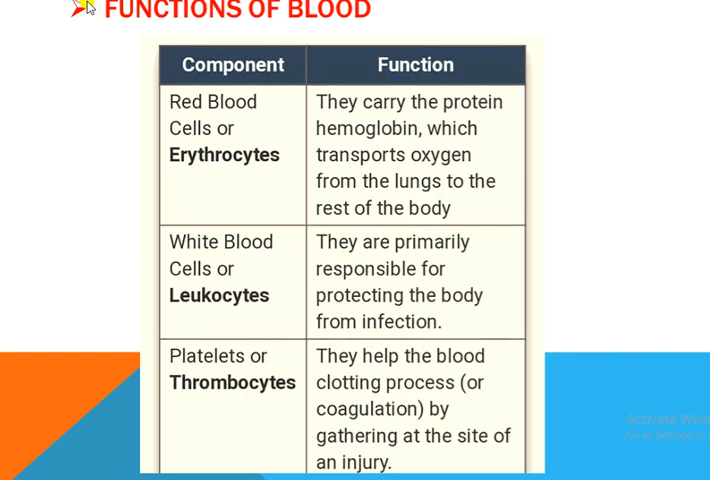 FUNCTIONS OF BLOOD
Component Function
Red Blood
Cells or
Erythrocytes
They carry the protein
hemoglobin, which
transports oxygen
from the lungs to the
rest of the body
White Blood
Cells or
Leukocytes
They are primarily
responsible for
protecting the body
from infection.
Platelets or
Thrombocytes
They help the blood
clotting process (or
coagulation) by
gathering at the site of
an injury.
Activate Win
Go to Settings t